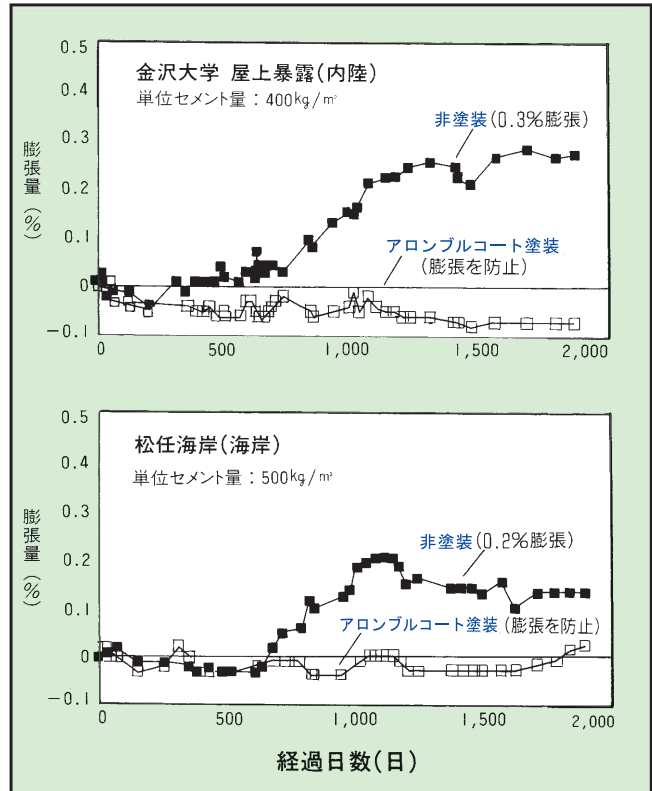 0.5
金沢大学 屋上暴露(内陸)
0.4
単位セメント量：400kg/㎡
非塗装(0.3%膨張)
0.3
膨張量(%)
0.2
0.1
アロンブルコート塗装
(膨張を防止)
0
−0.1
0 500 1,000 1,500 2,000
0.5
松任海岸(海岸)
0.4
単位セメント量：500kg/㎡
0.3
膨張量(%)
非塗装(0.2%膨張)
0.2
0.1
アロンブルコート塗装(膨張を防止)
0
−0.1
0 500 1,000 1,500 2,000
経過日数(日)